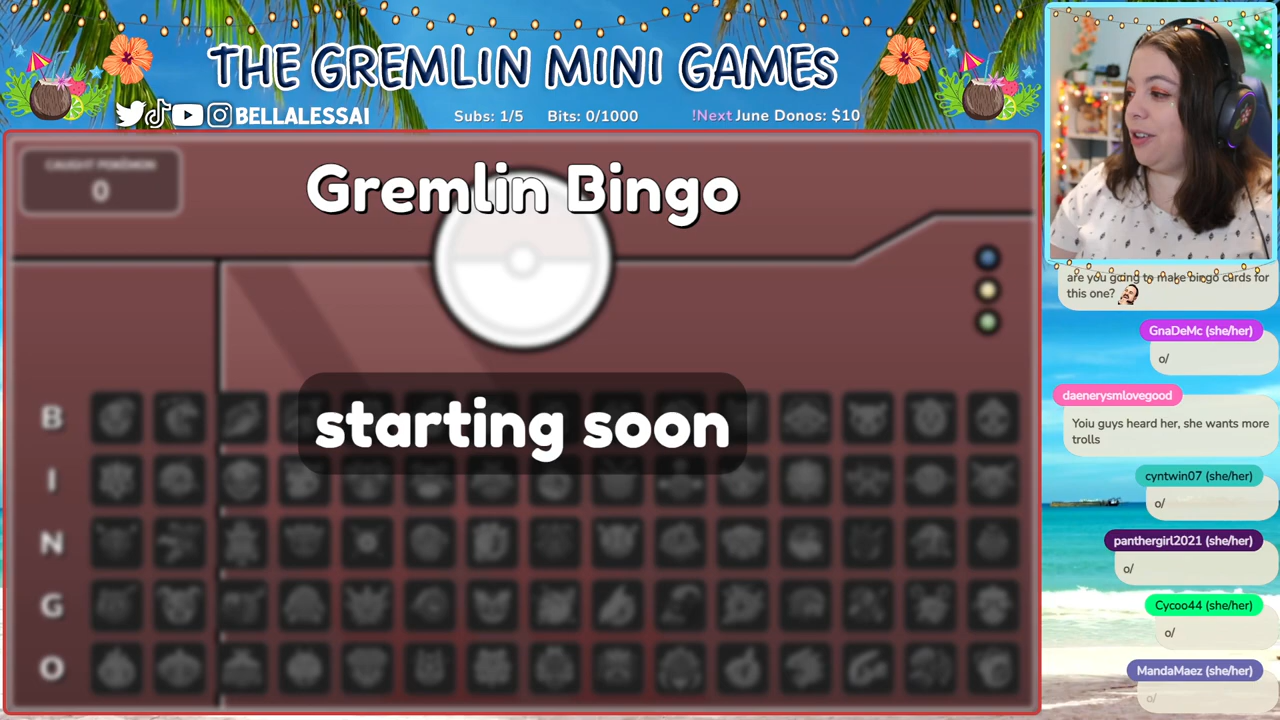 THE GREMLIN MINI GAMES
BELLALESSAI
Subs: 1/5 Bits: 0/1000 !Next June Donos: $10
CAUGHT POKÉMON
0
Gremlin Bingo
starting soon
B
I
N
G
O
are you going to make bingo cards for
this one?
GnaDeMc (she/her)
o/
daenerysmlovegood
Yoiu guys heard her, she wants more
trolls
cyntwin07 (she/her)
o/
panthergirl2021 (she/her)
o/
Cycoo44 (she/her)
o/
MandaMaez (she/her)
o/